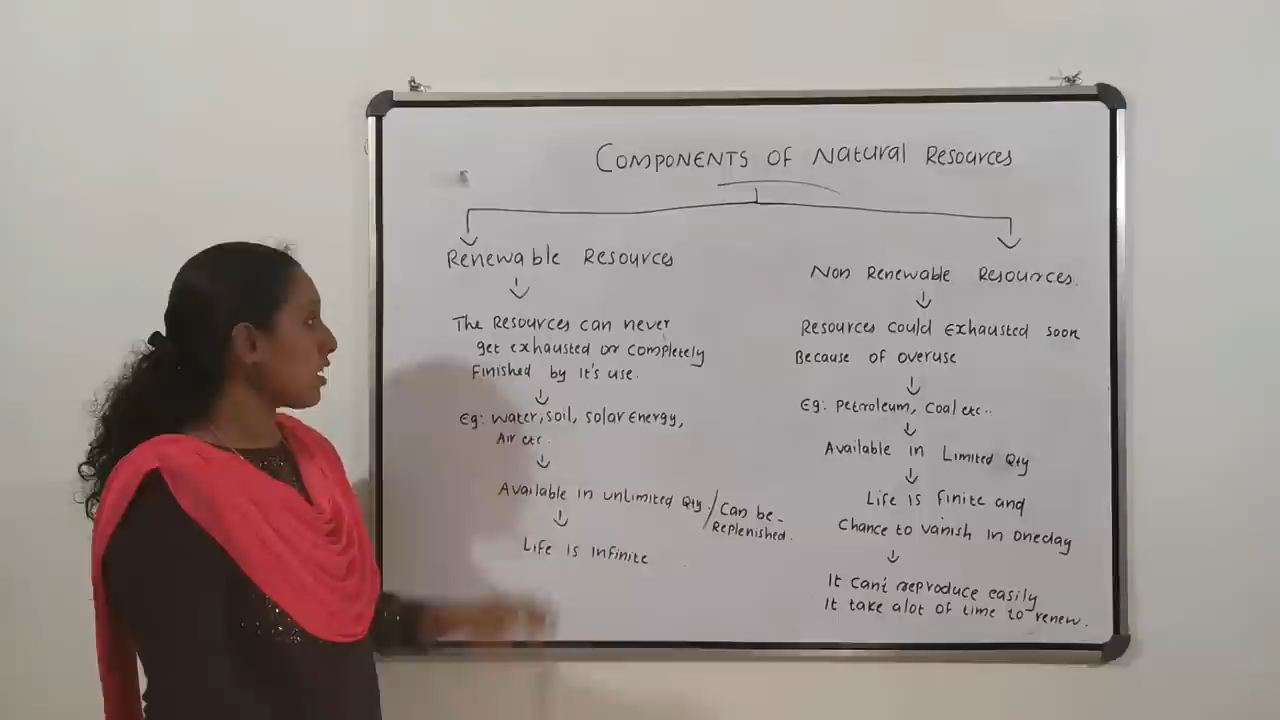 Components of Natural Resources
Renewable Resources
The Resources can never
get exhausted or completely
Finished by it's use.
Eg: water, soil, solar energy,
Air etc.
Available in unlimited Qty. / Can be-
Replenished.
Life is infinite
Non Renewable Resources.
Resources could exhausted soon
Because of overuse
Eg: Petroleum, coal etc..
Available in Limited Qty
Life is finite and
Chance to vanish in oneday
It can't reproduce easily
It take alot of time to renew.